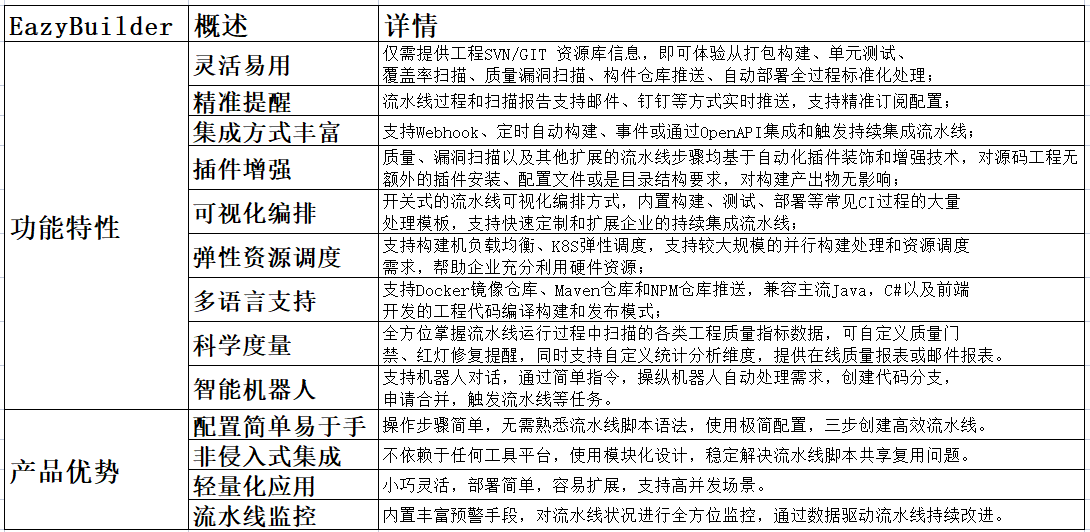 EazyBuilder 概述 详情
功能特性
灵活易用
仅需提供工程SVN/GIT 资源库信息，即可体验从打包构建、单元测试、
覆盖率扫描、质量漏洞扫描、构件仓库推送、自动部署全过程标准化处理；
精准提醒 流水线过程和扫描报告支持邮件、钉钉等方式实时推送，支持精准订阅配置；
集成方式丰富 支持Webhook、定时自动构建、事件或通过OpenAPI集成和触发持续集成流水线；
插件增强
质量、漏洞扫描以及其他扩展的流水线步骤均基于自动化插件装饰和增强技术，对源码工程无
额外的插件安装、配置文件或是目录结构要求，对构建产出物无影响；
可视化编排
开关式的流水线可视化编排方式，内置构建、测试、部署等常见CI过程的大量
处理模板，支持快速定制和扩展企业的持续集成流水线；
弹性资源调度
支持构建机负载均衡、K8S弹性调度，支持较大规模的并行构建处理和资源调度
需求，帮助企业充分利用硬件资源；
多语言支持
支持Docker镜像仓库、Maven仓库和NPM仓库推送，兼容主流Java，C#以及前端
开发的工程代码编译构建和发布模式；
科学度量
全方位掌握流水线运行过程中扫描的各类工程质量指标数据，可自定义质量门
禁、红灯修复提醒，同时支持自定义统计分析维度，提供在线质量报表或邮件报表。
智能机器人
支持机器人对话，通过简单指令，操纵机器人自动处理需求，创建代码分支，
申请合并，触发流水线等任务。
产品优势
配置简单易于手 操作步骤简单，无需熟悉流水线脚本语法，使用极简配置，三步创建高效流水线。
非侵入式集成 不依赖于任何工具平台，使用模块化设计，稳定解决流水线脚本共享复用问题。
轻量化应用 小巧灵活，部署简单，容易扩展，支持高并发场景。
流水线监控 内置丰富预警手段，对流水线状况进行全方位监控，通过数据驱动流水线持续改进。